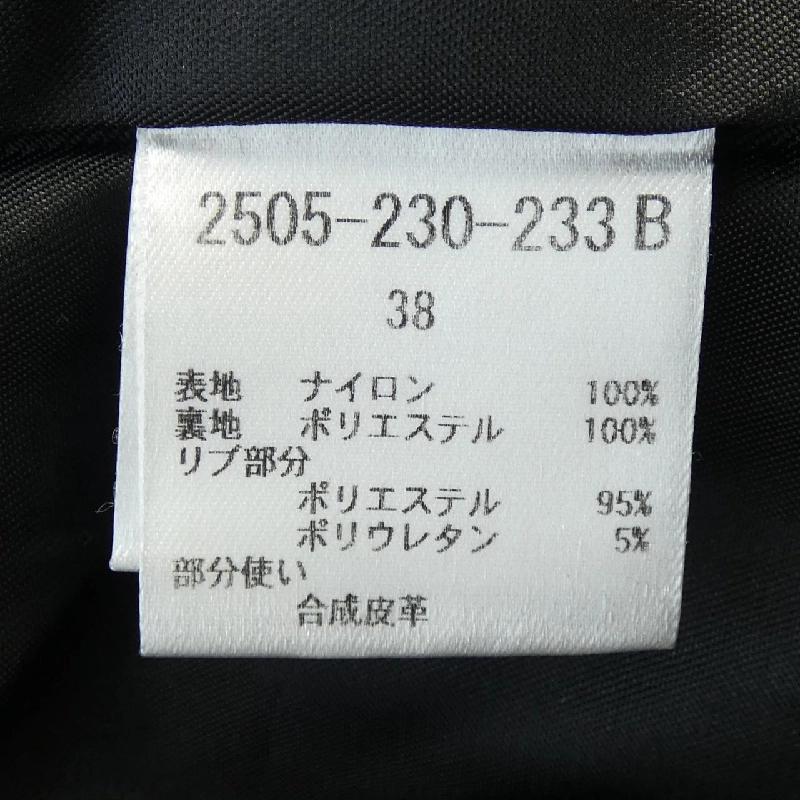 2505-230-233 B
38
表地 ナイロン 100%
裏地 ポリエステル 100%
リブ部分
ポリエステル 95%
ポリウレタン 5%
部分使い
合成皮革